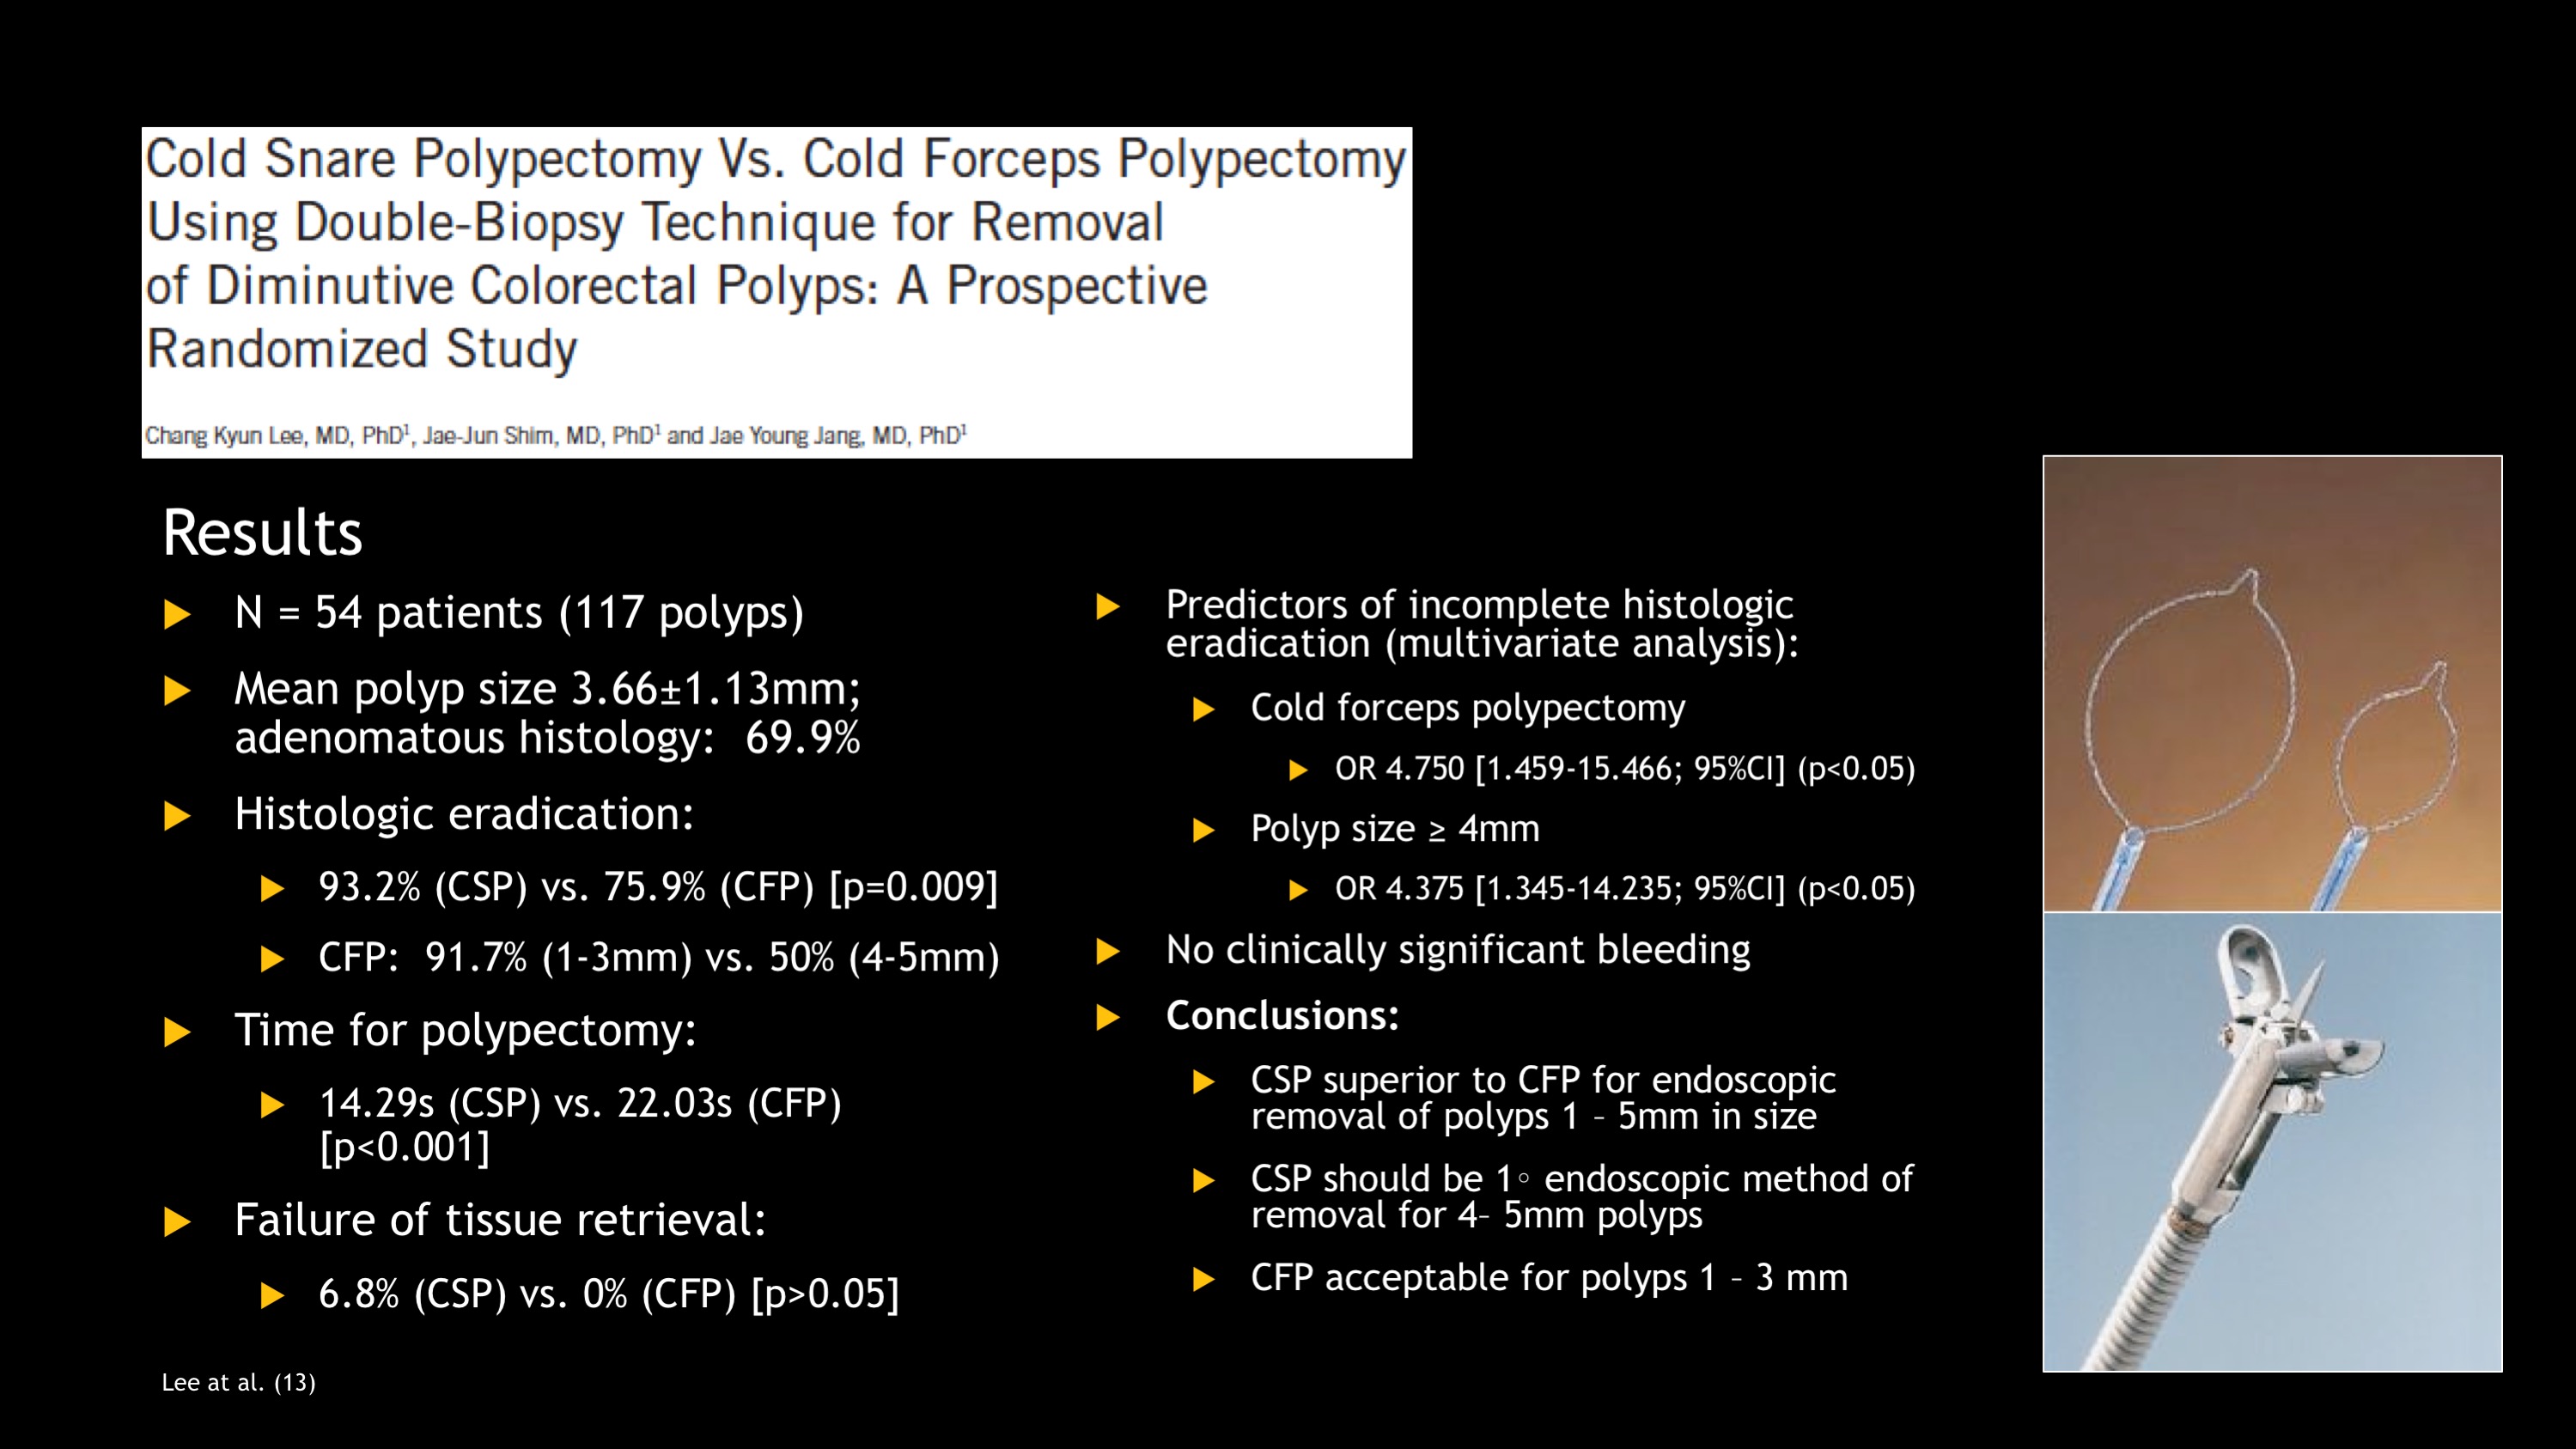 Cold Snare Polypectomy Vs. Cold Forceps Polypectomy
Using Double-Biopsy Technique for Removal
of Diminutive Colorectal Polyps: A Prospective
Randomized Study
Chang Kyun Lee, MD, PhD¹, Jae-Jun Shim, MD, PhD¹ and Jae Young Jang, MD, PhD¹
Results
N = 54 patients (117 polyps)
Mean polyp size 3.66±1.13mm;
adenomatous histology: 69.9%
Histologic eradication:
93.2% (CSP) vs. 75.9% (CFP) [p=0.009]
CFP: 91.7% (1-3mm) vs. 50% (4-5mm)
Time for polypectomy:
14.29s (CSP) vs. 22.03s (CFP)
[p<0.001]
Failure of tissue retrieval:
6.8% (CSP) vs. 0% (CFP) [p>0.05]
Predictors of incomplete histologic
eradication (multivariate analysis):
Cold forceps polypectomy
OR 4.750 [1.459-15.466; 95%CI] (p<0.05)
Polyp size ≥ 4mm
OR 4.375 [1.345-14.235; 95%CI] (p<0.05)
No clinically significant bleeding
Conclusions:
CSP superior to CFP for endoscopic
removal of polyps 1 – 5mm in size
CSP should be 1◦ endoscopic method of
removal for 4– 5mm polyps
CFP acceptable for polyps 1 – 3 mm
Lee at al. (13)